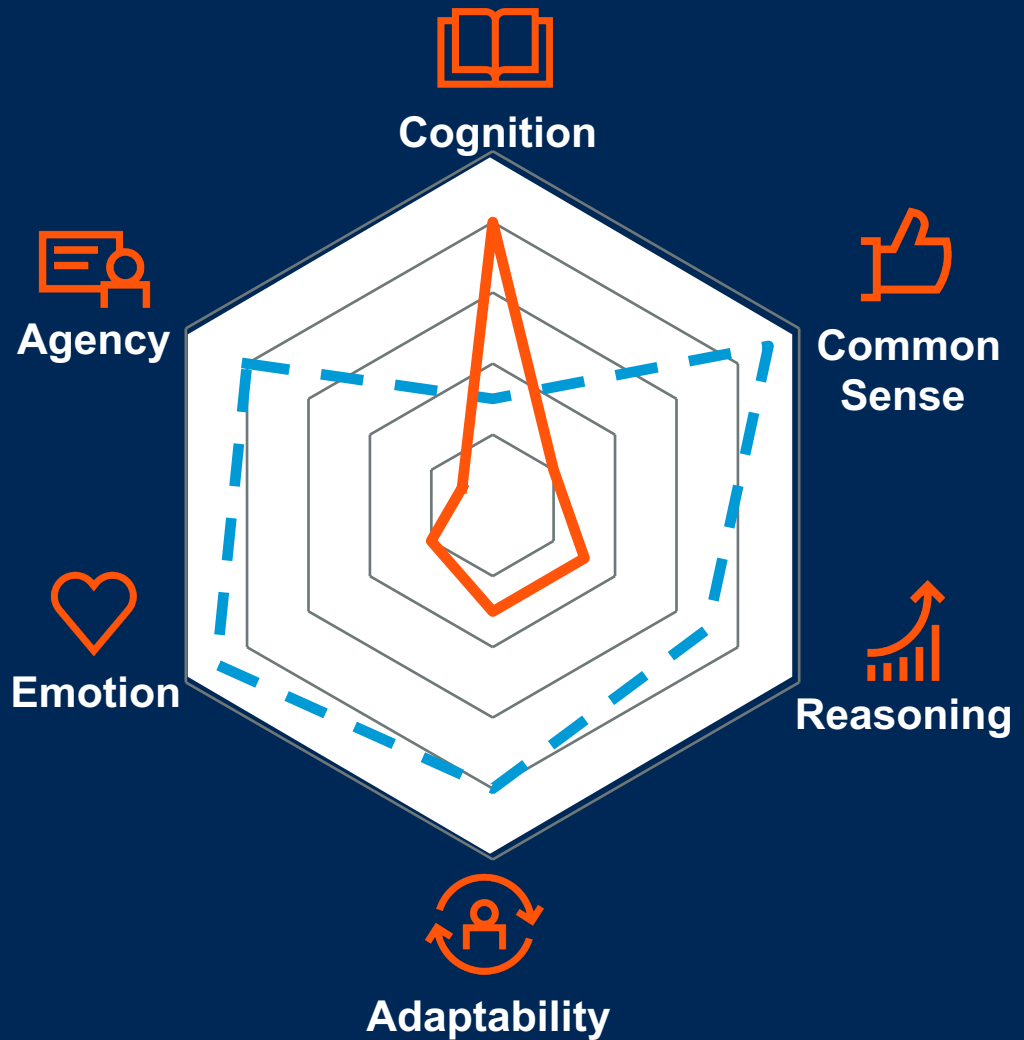 Cognition
Agency
Common
Sense
Emotion
Reasoning
Adaptability